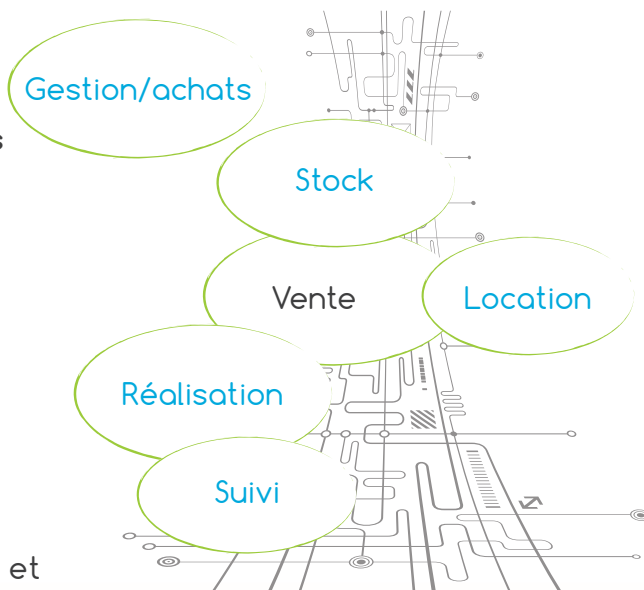 Gestion/achats
s
Stock
Vente
Location
Réalisation
Suivi
et